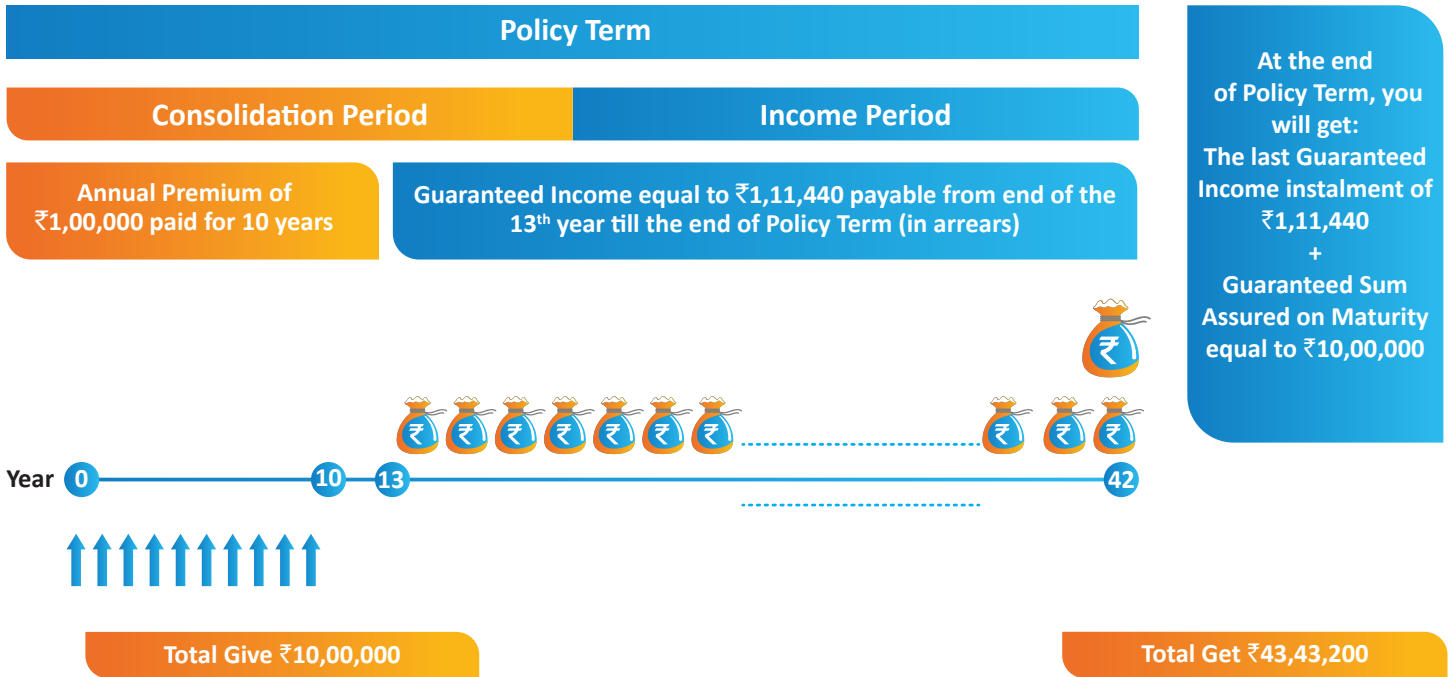 Policy Term
Consolidation Period
Income Period
Annual Premium of
₹1,00,000 paid for 10 years
Guaranteed Income equal to ₹1,11,440 payable from end of the
13th year till the end of Policy Term (in arrears)
At the end
of Policy Term, you
will get:
The last Guaranteed
Income instalment of
₹1,11,440
+
Guaranteed Sum
Assured on Maturity
equal to ₹10,00,000
₹
₹ ₹ ₹ ₹ ₹ ₹ ₹ ₹ ₹ ₹
Year 0 10 13 42
Total Give ₹10,00,000
Total Get ₹43,43,200